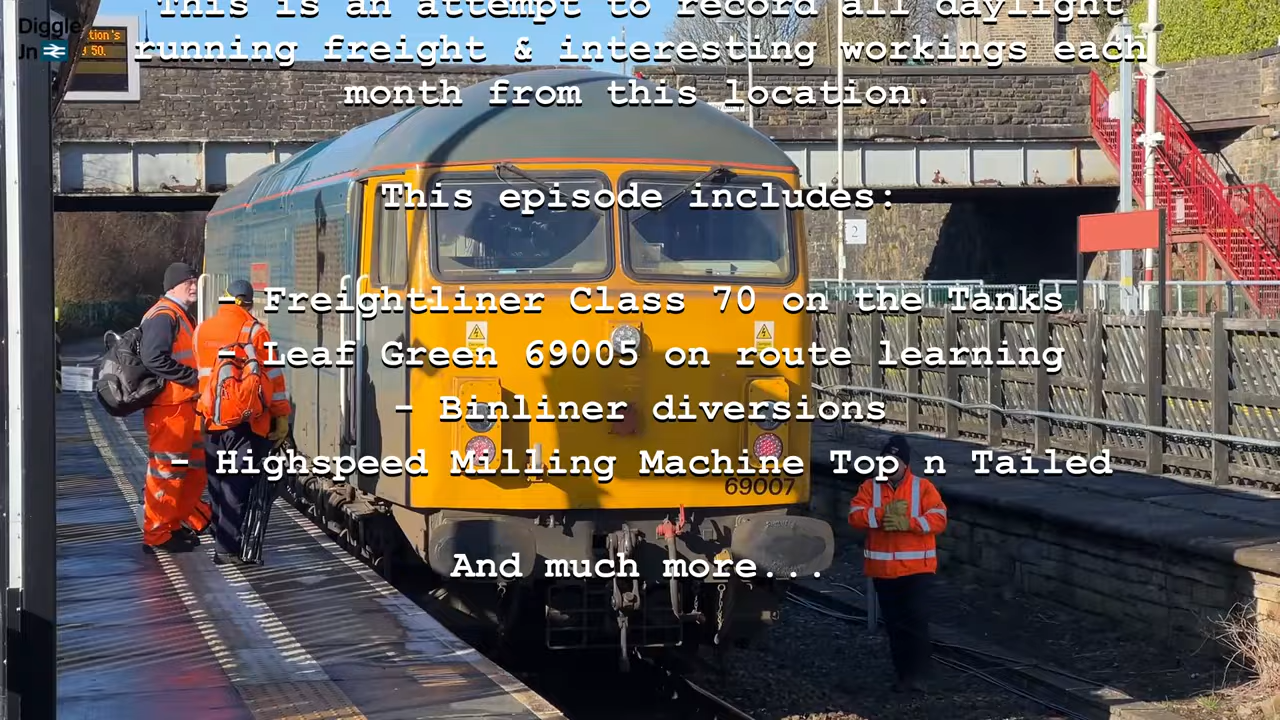 This is an attempt to record all daylight
running freight & interesting workings each
month from this location.
This episode includes:
- Freightliner Class 70 on the Tanks
- Leaf Green 69005 on route learning
- Binliner diversions
- Highspeed Milling Machine Top n Tailed
And much more...
Diggle
Jn
tion's
50.
2
69007